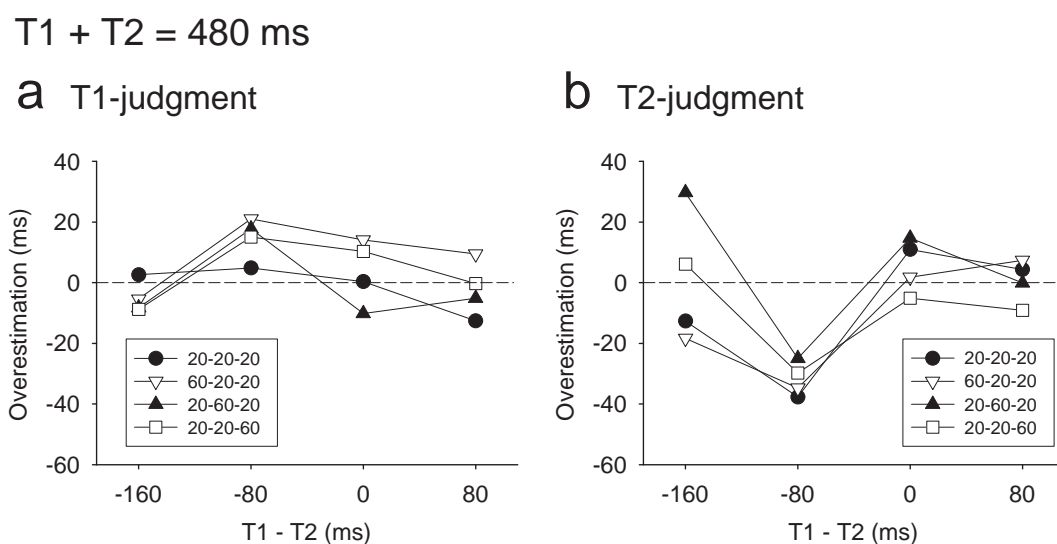 T1 + T2 = 480 ms
a T1-judgment
40
20
0
-20
-40
-60
Overestimation (ms)
20-20-20
60-20-20
20-60-20
20-20-60
-160 -80 0 80
T1 - T2 (ms)
b T2-judgment
40
20
0
-20
-40
-60
Overestimation (ms)
20-20-20
60-20-20
20-60-20
20-20-60
-160 -80 0 80
T1 - T2 (ms)